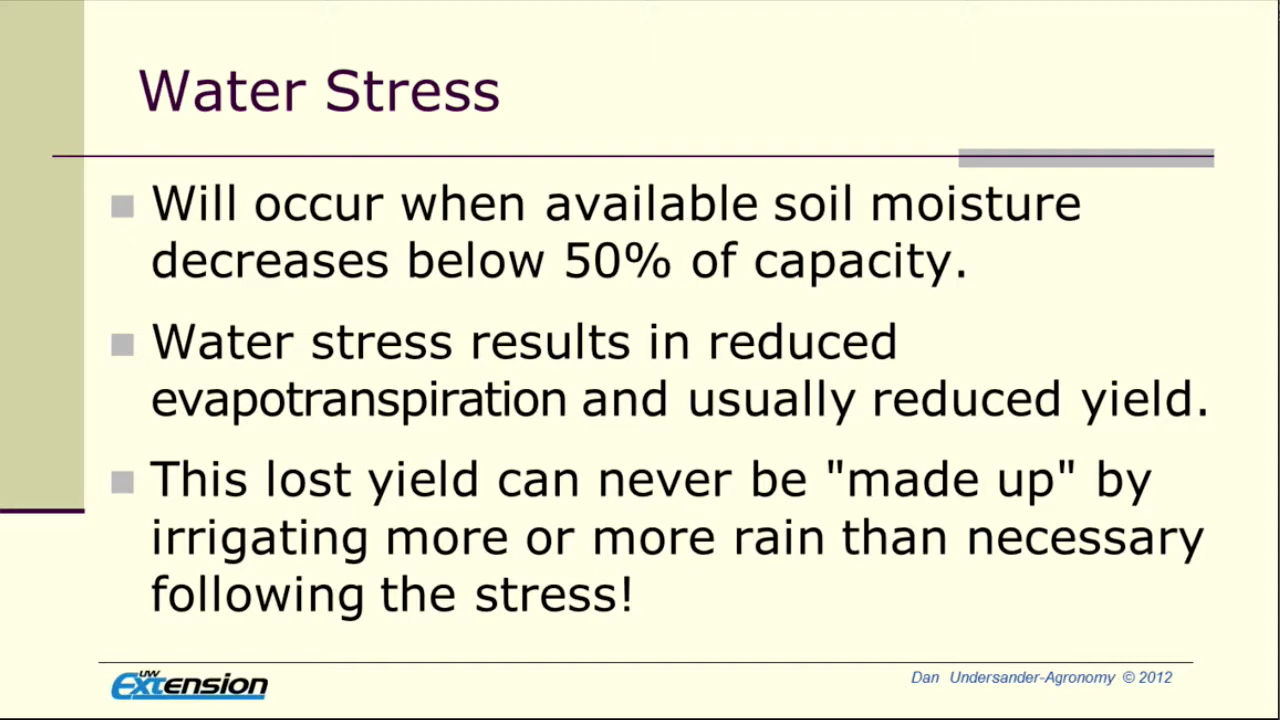 Water Stress
Will occur when available soil moisture
decreases below 50% of capacity.
Water stress results in reduced
evapotranspiration and usually reduced yield.
This lost yield can never be "made up" by
irrigating more or more rain than necessary
following the stress!
UW
Extension
Dan Undersander-Agronomy © 2012